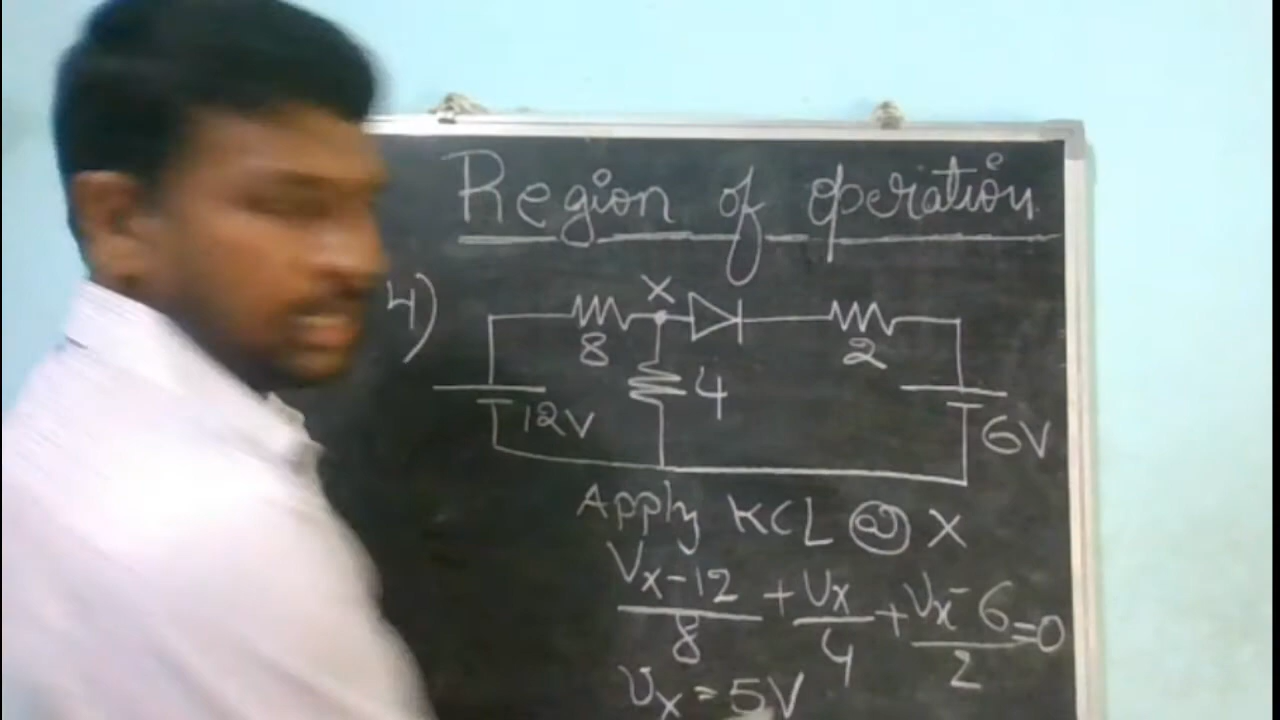 Region of operation
4)
X
8
2
4
12V
6V
Apply KCL @ X
Vx-12/8 + Vx/4 + Vx-6/2 = 0
Vx = 5V